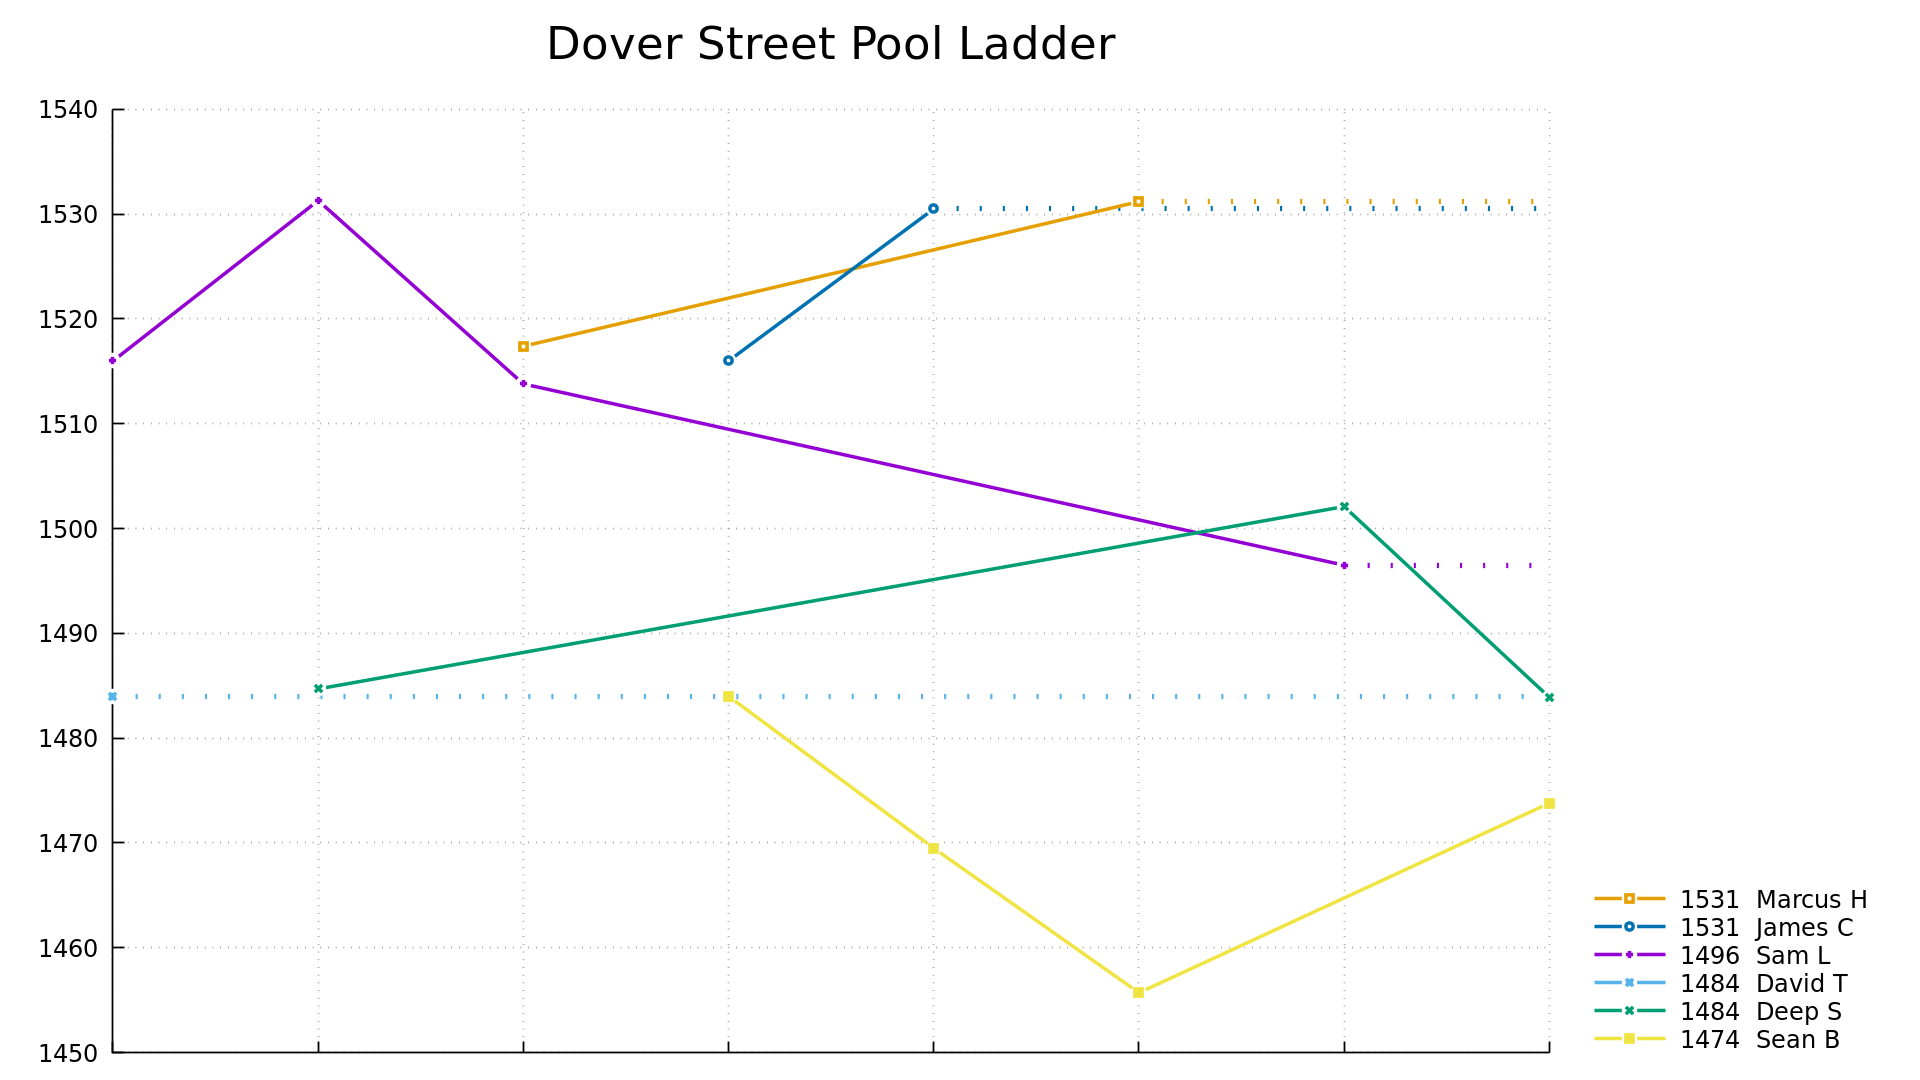 Dover Street Pool Ladder
1540
1530
1520
1510
1500
1490
1480
1470
1460
1450
1531 Marcus H
1531 James C
1496 Sam L
1484 David T
1484 Deep S
1474 Sean B